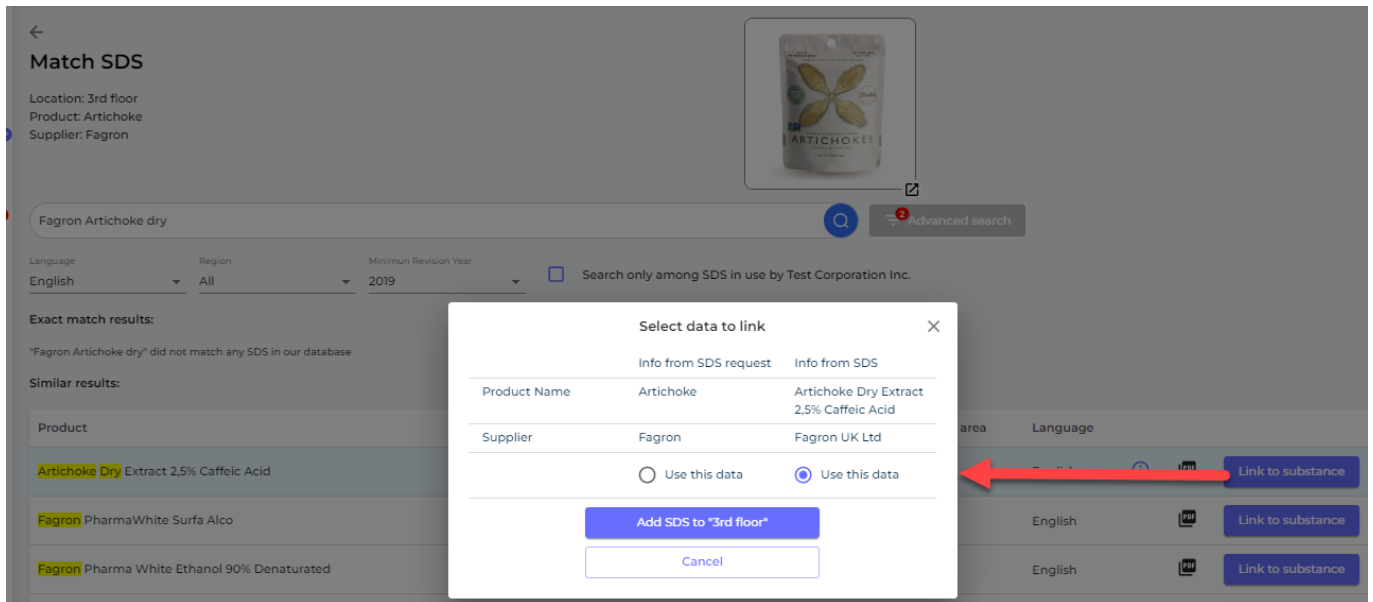 Match SDS
Location: 3rd floor
Product: Artichoke
Supplier: Fagron
15
ARTICHOKES
Fagron Artichoke dry
2
Advanced search
Language
Region
Minimun Revision Year
English
All
2019
Search only among SDS in use by Test Corporation Inc.
Exact match results:
"Fagron Artichoke dry" did not match any SDS in our database
Similar results:
Select data to link
Info from SDS request
Info from SDS
Product Name
Artichoke
Artichoke Dry Extract
2,5% Caffeic Acid
Supplier
Fagron
Fagron UK Ltd
Use this data
Use this data
Add SDS to "3rd floor"
Cancel
Product
area
Language
Artichoke Dry Extract 2,5% Caffeic Acid
PDF
Link to substance
Fagron PharmaWhite Surfa Alco
English
PDF
Link to substance
Fagron Pharma White Ethanol 90% Denaturated
English
PDF
Link to substance